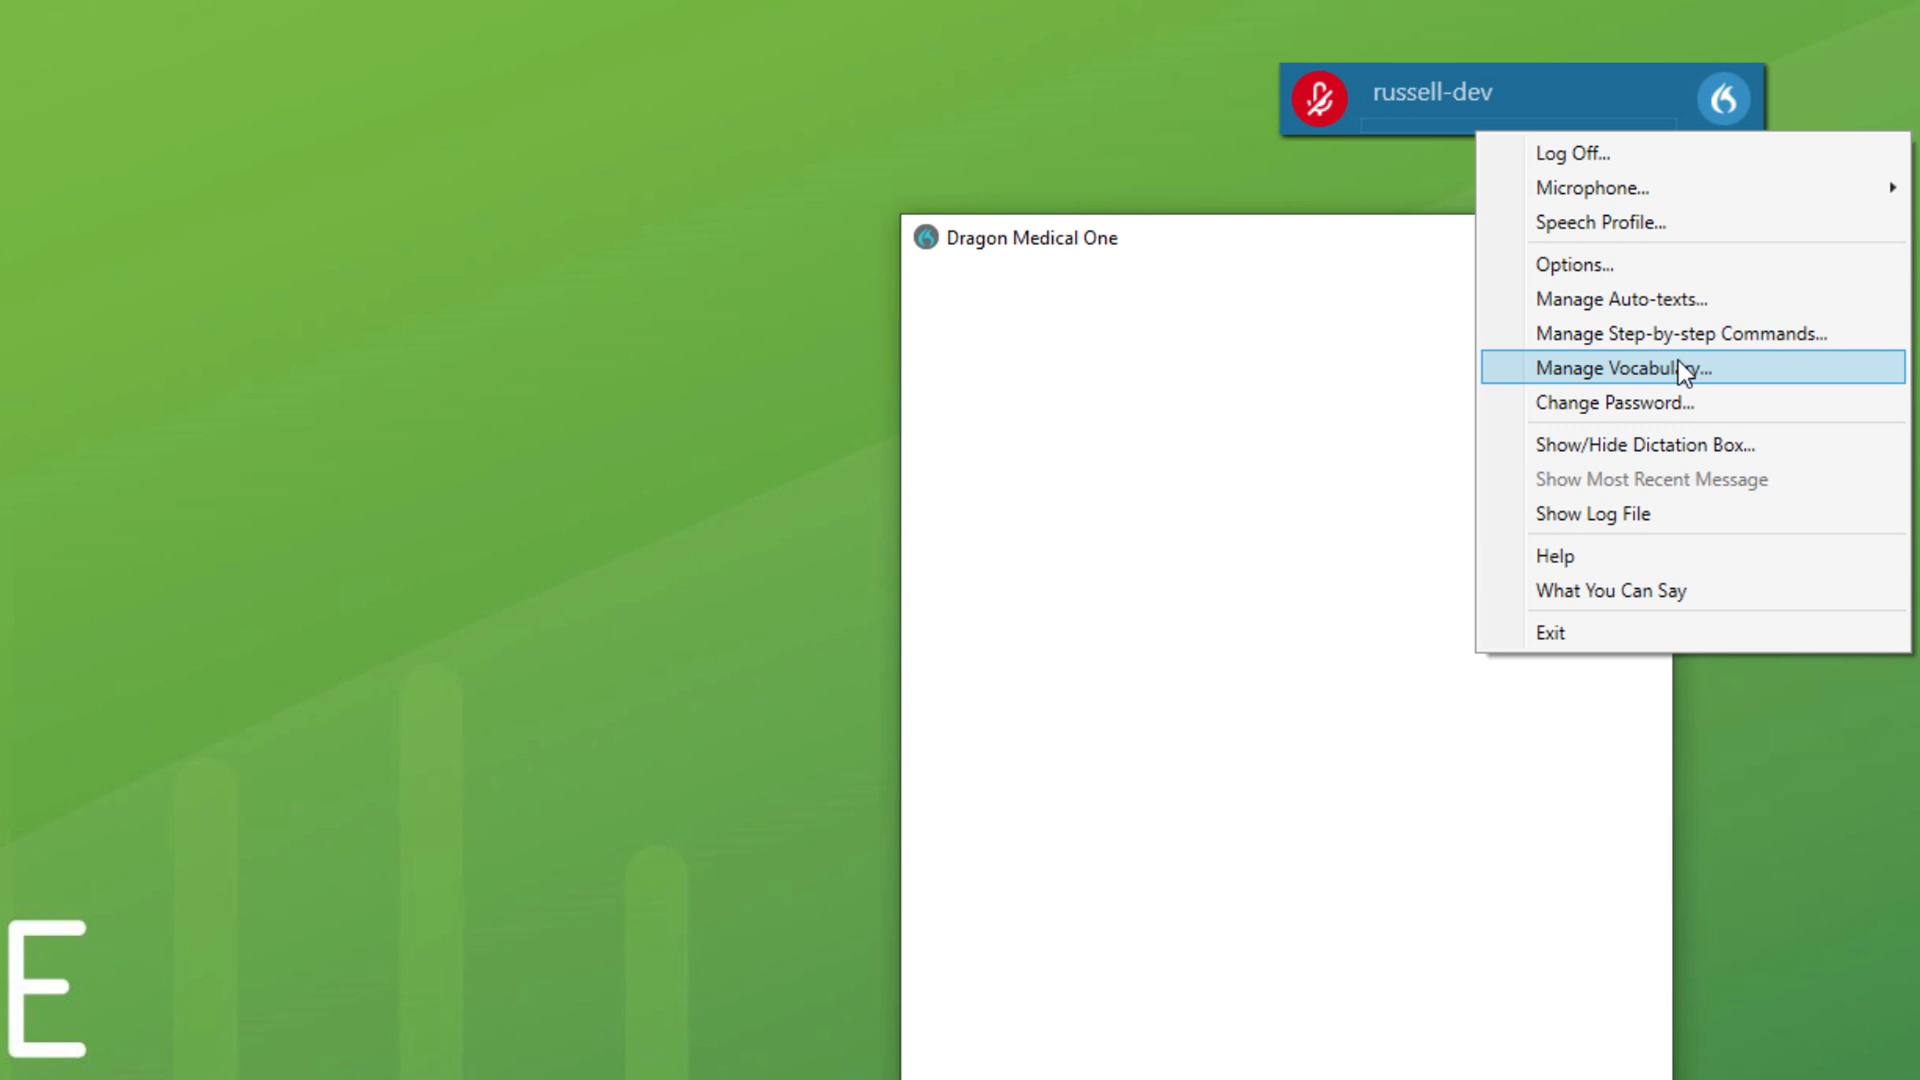 russell-dev
Log Off...
Microphone...
Speech Profile...
Dragon Medical One
Options...
Manage Auto-texts...
Manage Step-by-step Commands...
Manage Vocabulary...
Change Password...
Show/Hide Dictation Box...
Show Most Recent Message
Show Log File
Help
What You Can Say
Exit
E